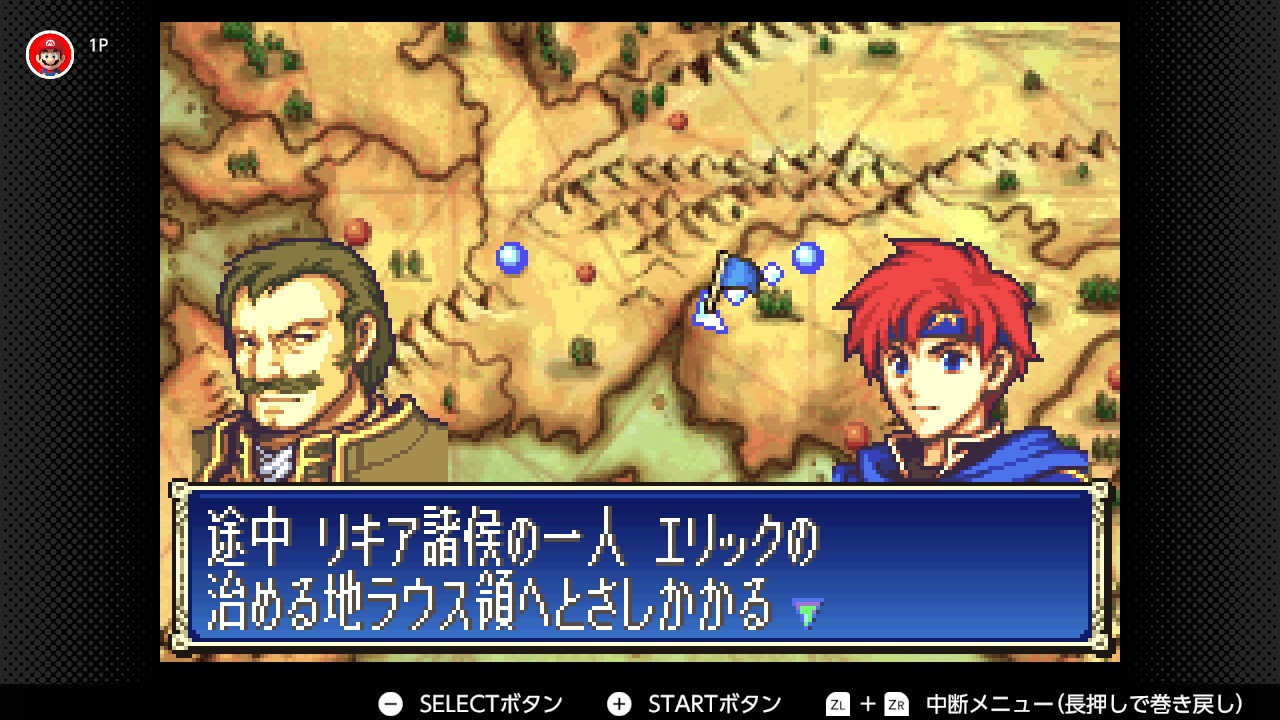 1P
途中 リキア諸侯の一人 エリックの
治める地ラウス領へとさしかかる
SELECTボタン STARTボタン ZL + ZR 中断メニュー(長押しで巻き戻し)